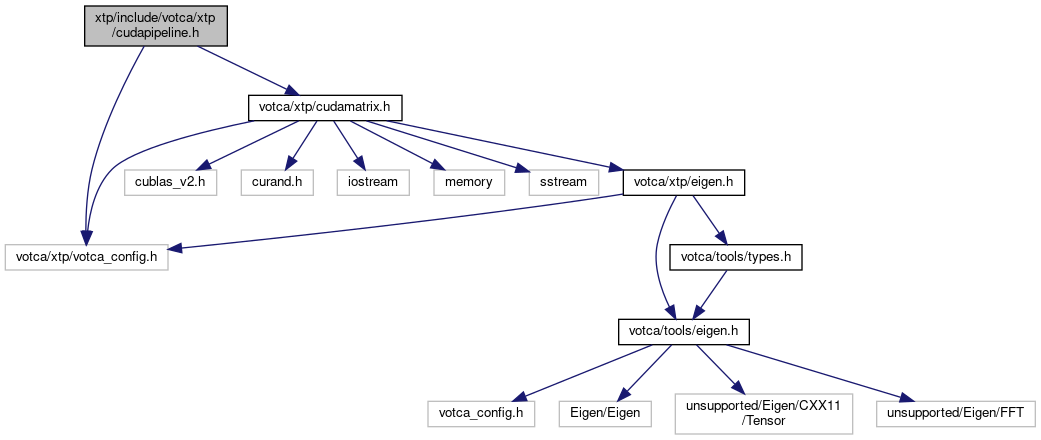 xtp/include/votca/xtp
/cudapipeline.h
votca/xtp/cudamatrix.h
cublas_v2.h
curand.h
iostream
memory
sstream
votca/xtp/eigen.h
votca/xtp/votca_config.h
votca/tools/types.h
votca/tools/eigen.h
votca_config.h
Eigen/Eigen
unsupported/Eigen/CXX11
/Tensor
unsupported/Eigen/FFT